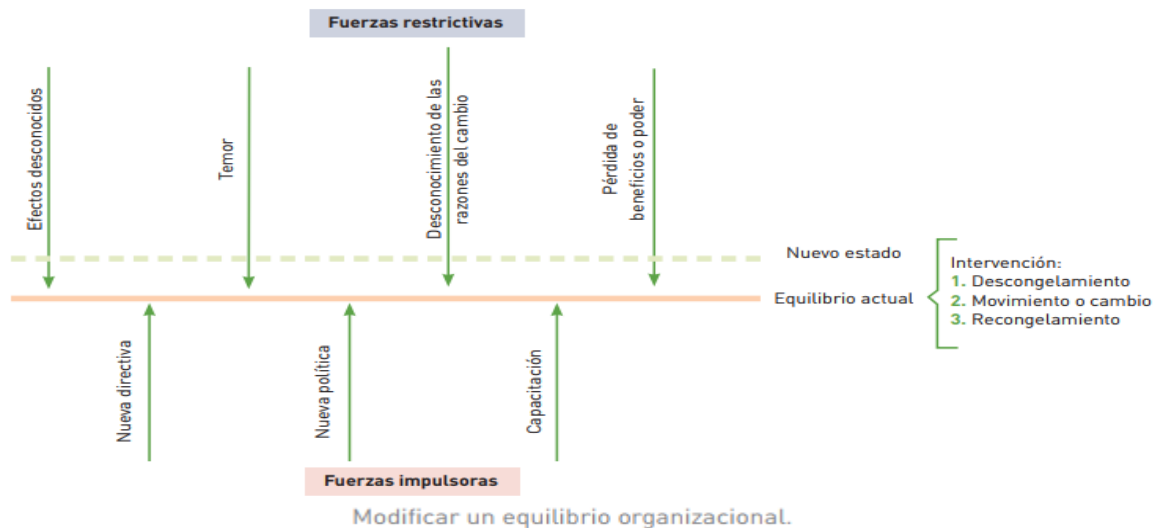 Fuerzas restrictivas
Efectos desconocidos
Temor
Desconocimiento de las
razones del cambio
Pérdida de
beneficios o poder
Nuevo estado
Equilibrio actual
Intervención:
1. Descongelamiento
2. Movimiento o cambio
3. Recongelamiento
Nueva directiva
Nueva política
Capacitación
Fuerzas impulsoras
Modificar un equilibrio organizacional.